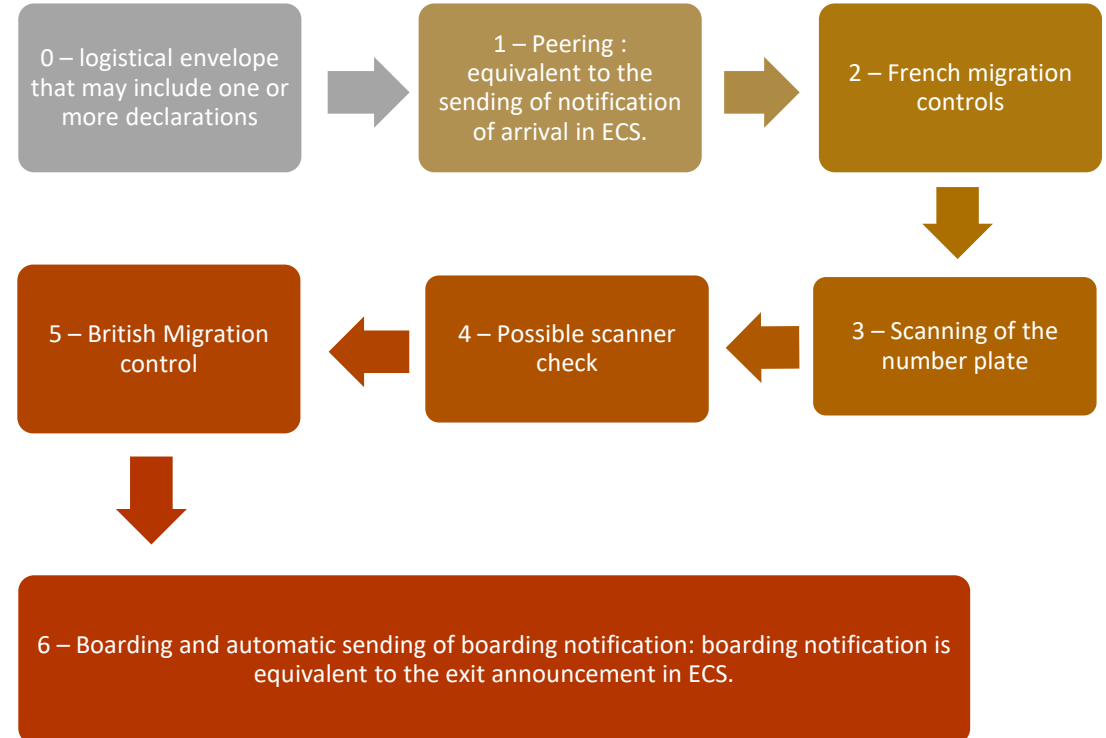 0 – logistical envelope
that may include one or
more declarations
1 – Peering :
equivalent to the
sending of notification
of arrival in ECS.
2 – French migration
controls
3 – Scanning of the
number plate
4 – Possible scanner
check
5 – British Migration
control
6 – Boarding and automatic sending of boarding notification: boarding notification is
equivalent to the exit announcement in ECS.